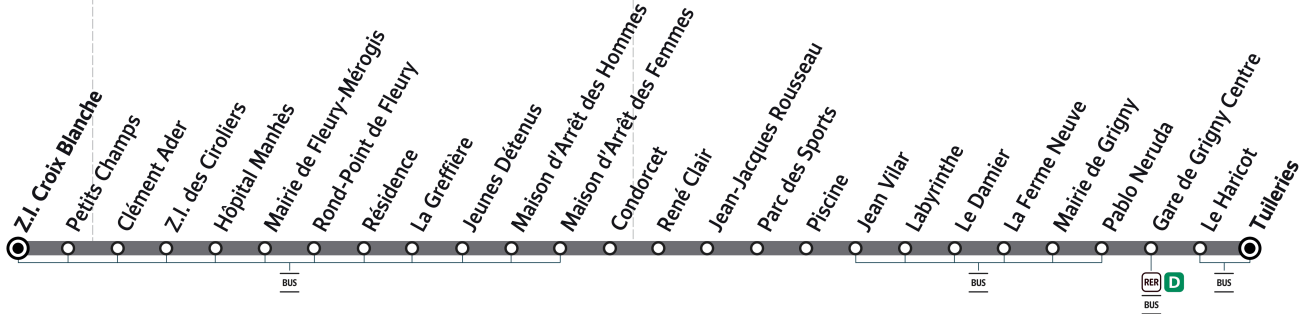 Z.I. Croix Blanche
Petits Champs
Clément Ader
Z.I. des Ciroliers
Hôpital Manhès
Mairie de Fleury-Mérogis
Rond-Point de Fleury
Résidence
La Greffière
Jeunes Détenus
Maison d'Arrêt des Hommes
Maison d'Arrêt des Femmes
Condorcet
René Clair
Jean-Jacques Rousseau
Parc des Sports
Piscine
Jean Vilar
Labyrinthe
Le Damier
La Ferme Neuve
Mairie de Grigny
Pablo Neruda
Gare de Grigny Centre
Le Haricot
Tuileries
BUS
BUS
RER D
BUS
BUS